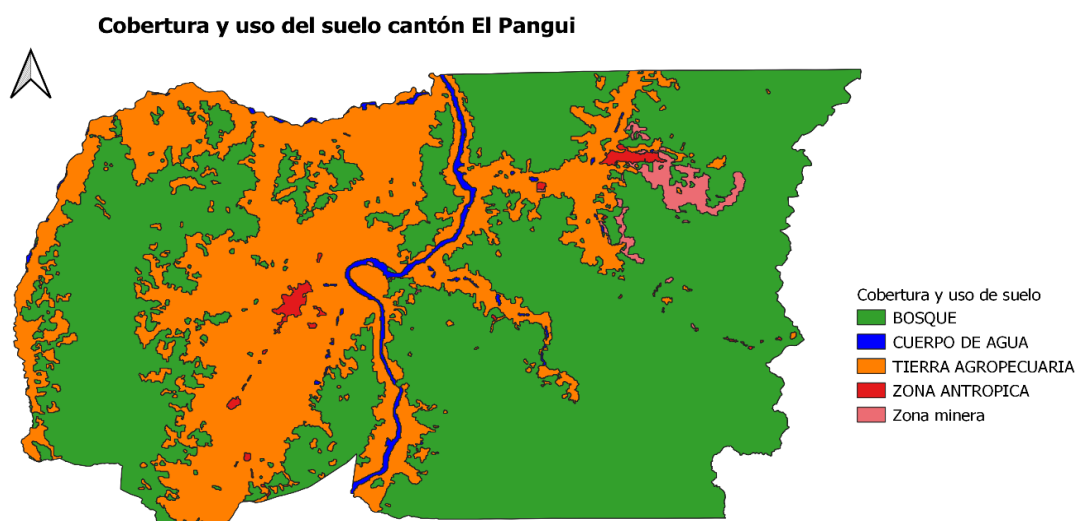 Cobertura y uso del suelo cantón El Pangui
Cobertura y uso de suelo
BOSQUE
CUERPO DE AGUA
TIERRA AGROPECUARIA
ZONA ANTROPICA
Zona minera